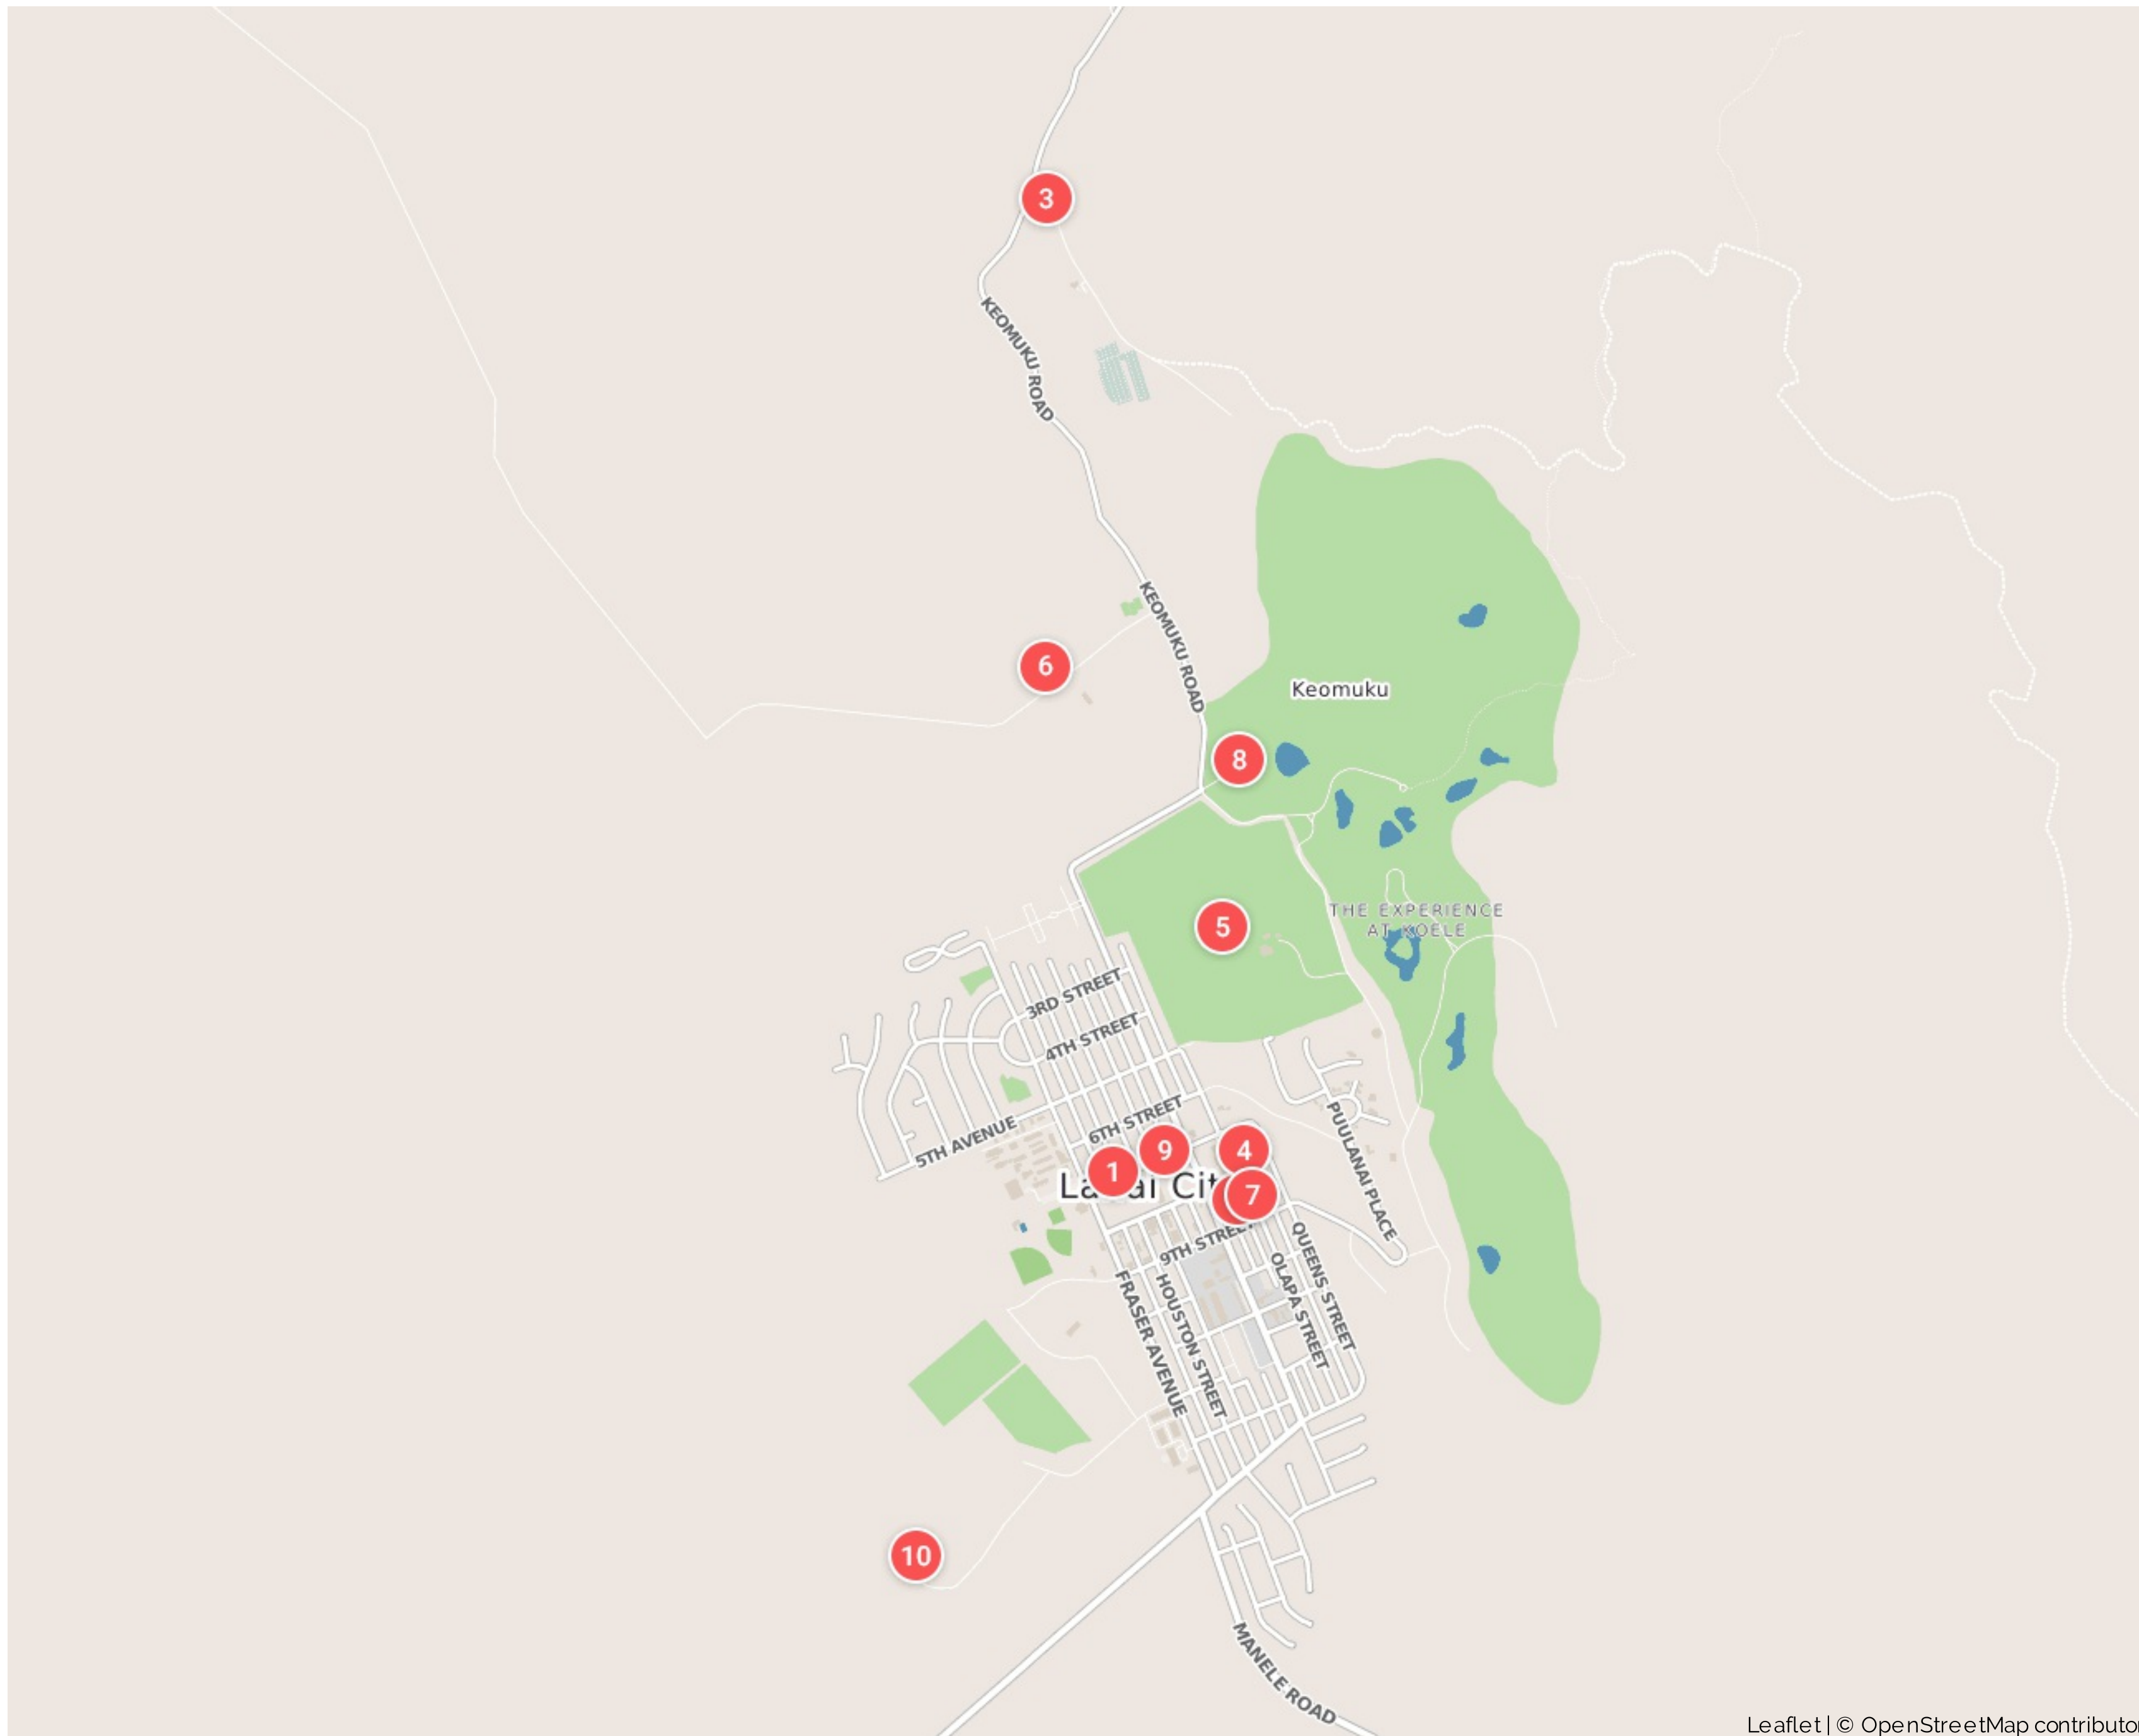 3
KEOMUKU ROAD
KEOMUKU ROAD
6
Keomuku
8
5
THE EXPERIENCE
AT KOELE
3RD STREET
4TH STREET
6TH STREET
5TH AVENUE
PUULANAI PLACE
9
4
1
7
9TH STREET
QUEENS STREET
OLAPA STREET
HOUSTON STREET
FRASER AVENUE
10
MANELE ROAD
Leaflet | © OpenStreetMap contributo